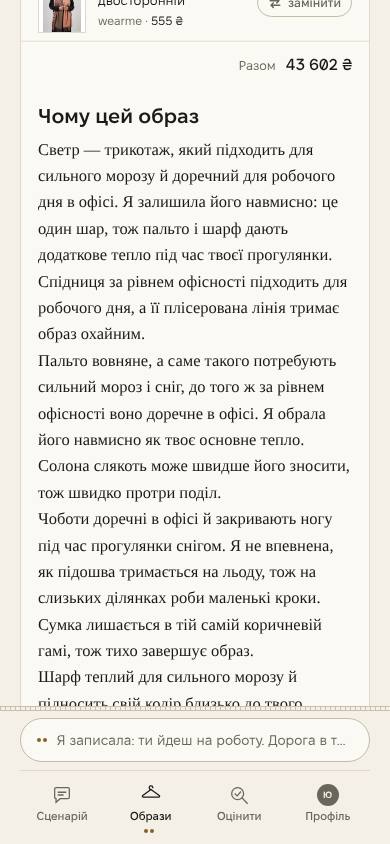 двосторонній
wearme · 555 ₴
замінити
Разом 43 602 ₴
Чому цей образ
Светр — трикотаж, який підходить для
сильного морозу й доречний для робочого
дня в офісі. Я залишила його навмисно: це
один шар, тож пальто і шарф дають
додаткове тепло під час твоєї прогулянки.
Спідниця за рівнем офісності підходить для
робочого дня, а її плісерована лінія тримає
образ охайним.
Пальто вовняне, а саме такого потребують
сильний мороз і сніг, до того ж за рівнем
офісності воно доречне в офісі. Я обрала
його навмисно як твоє основне тепло.
Солона слякоть може швидше його зносити,
тож швидко протри поділ.
Чоботи доречні в офісі й закривають ногу
під час прогулянки снігом. Я не впевнена,
як підошва тримається на льоду, тож на
слизьких ділянках роби маленькі кроки.
Сумка лишається в тій самій коричневій
гамі, тож тихо завершує образ.
Шарф теплий для сильного морозу й
підносить свій колір близько до твого
Я записала: ти йдеш на роботу. Дорога в т...
Сценарій
Образи
Оцінити
Ю
Профіль